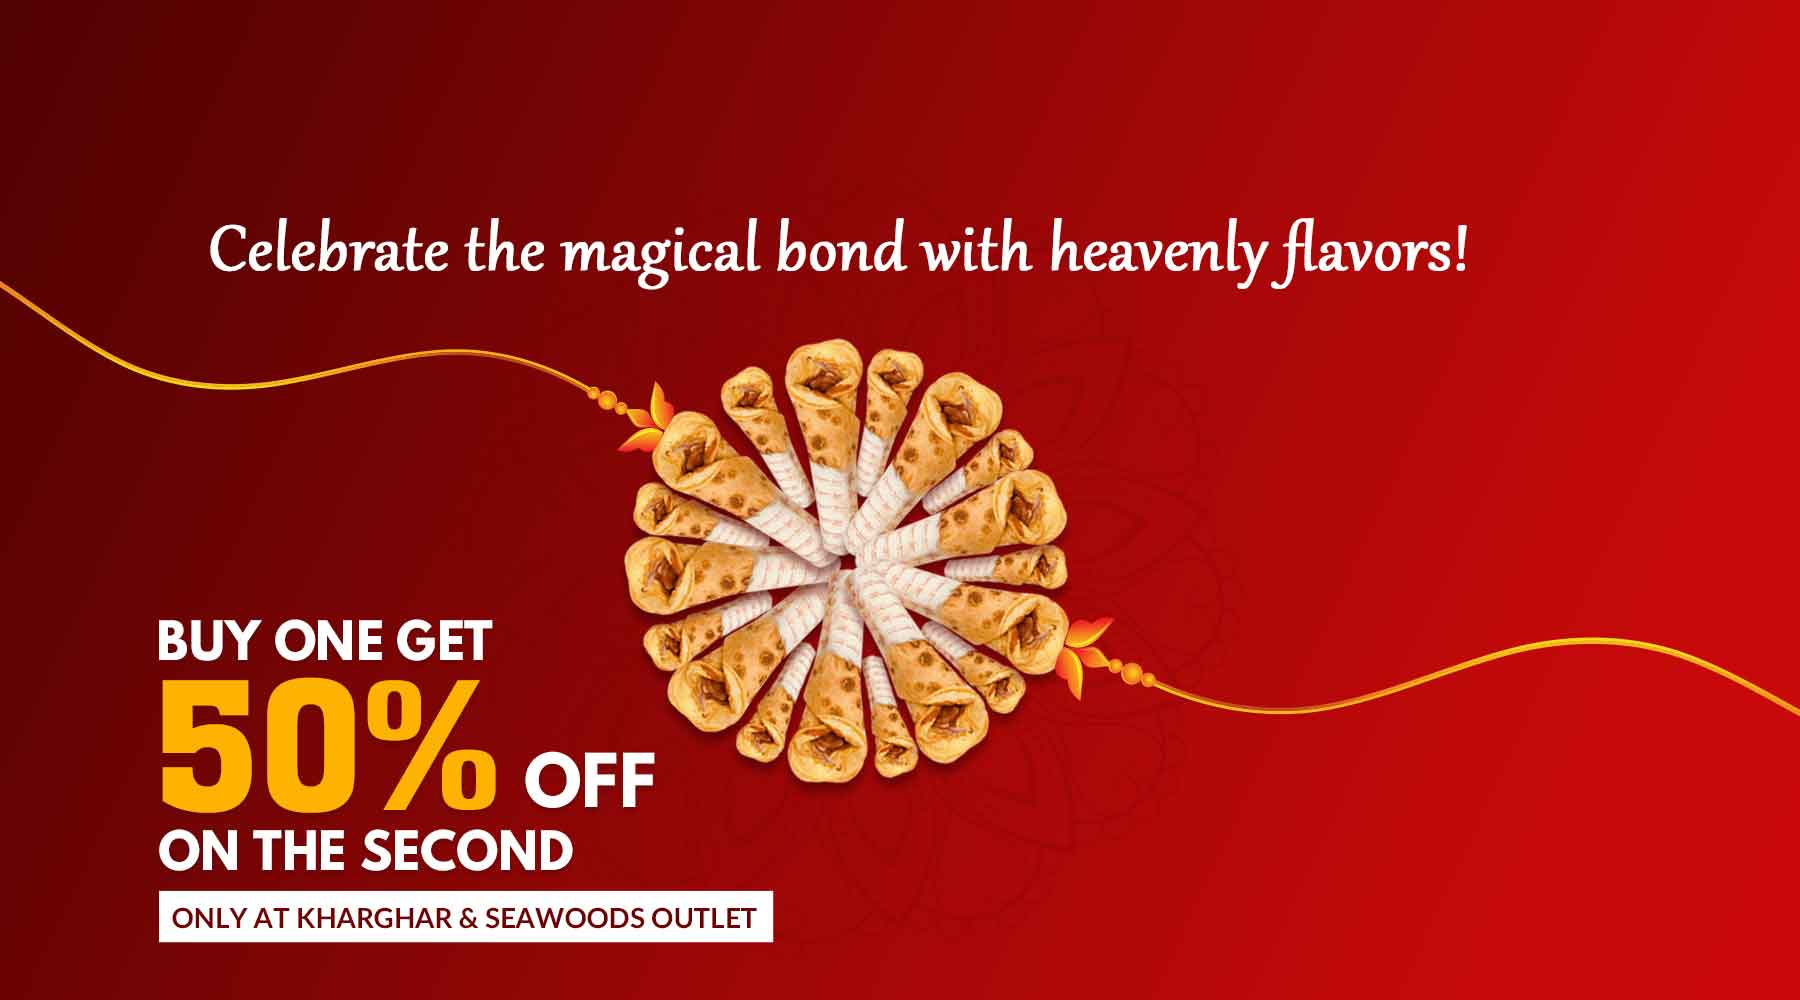 Celebrate the magical bond with heavenly flavors!
BUY ONE GET
50% OFF
ON THE SECOND
ONLY AT KHARGHAR & SEAWOODS OUTLET